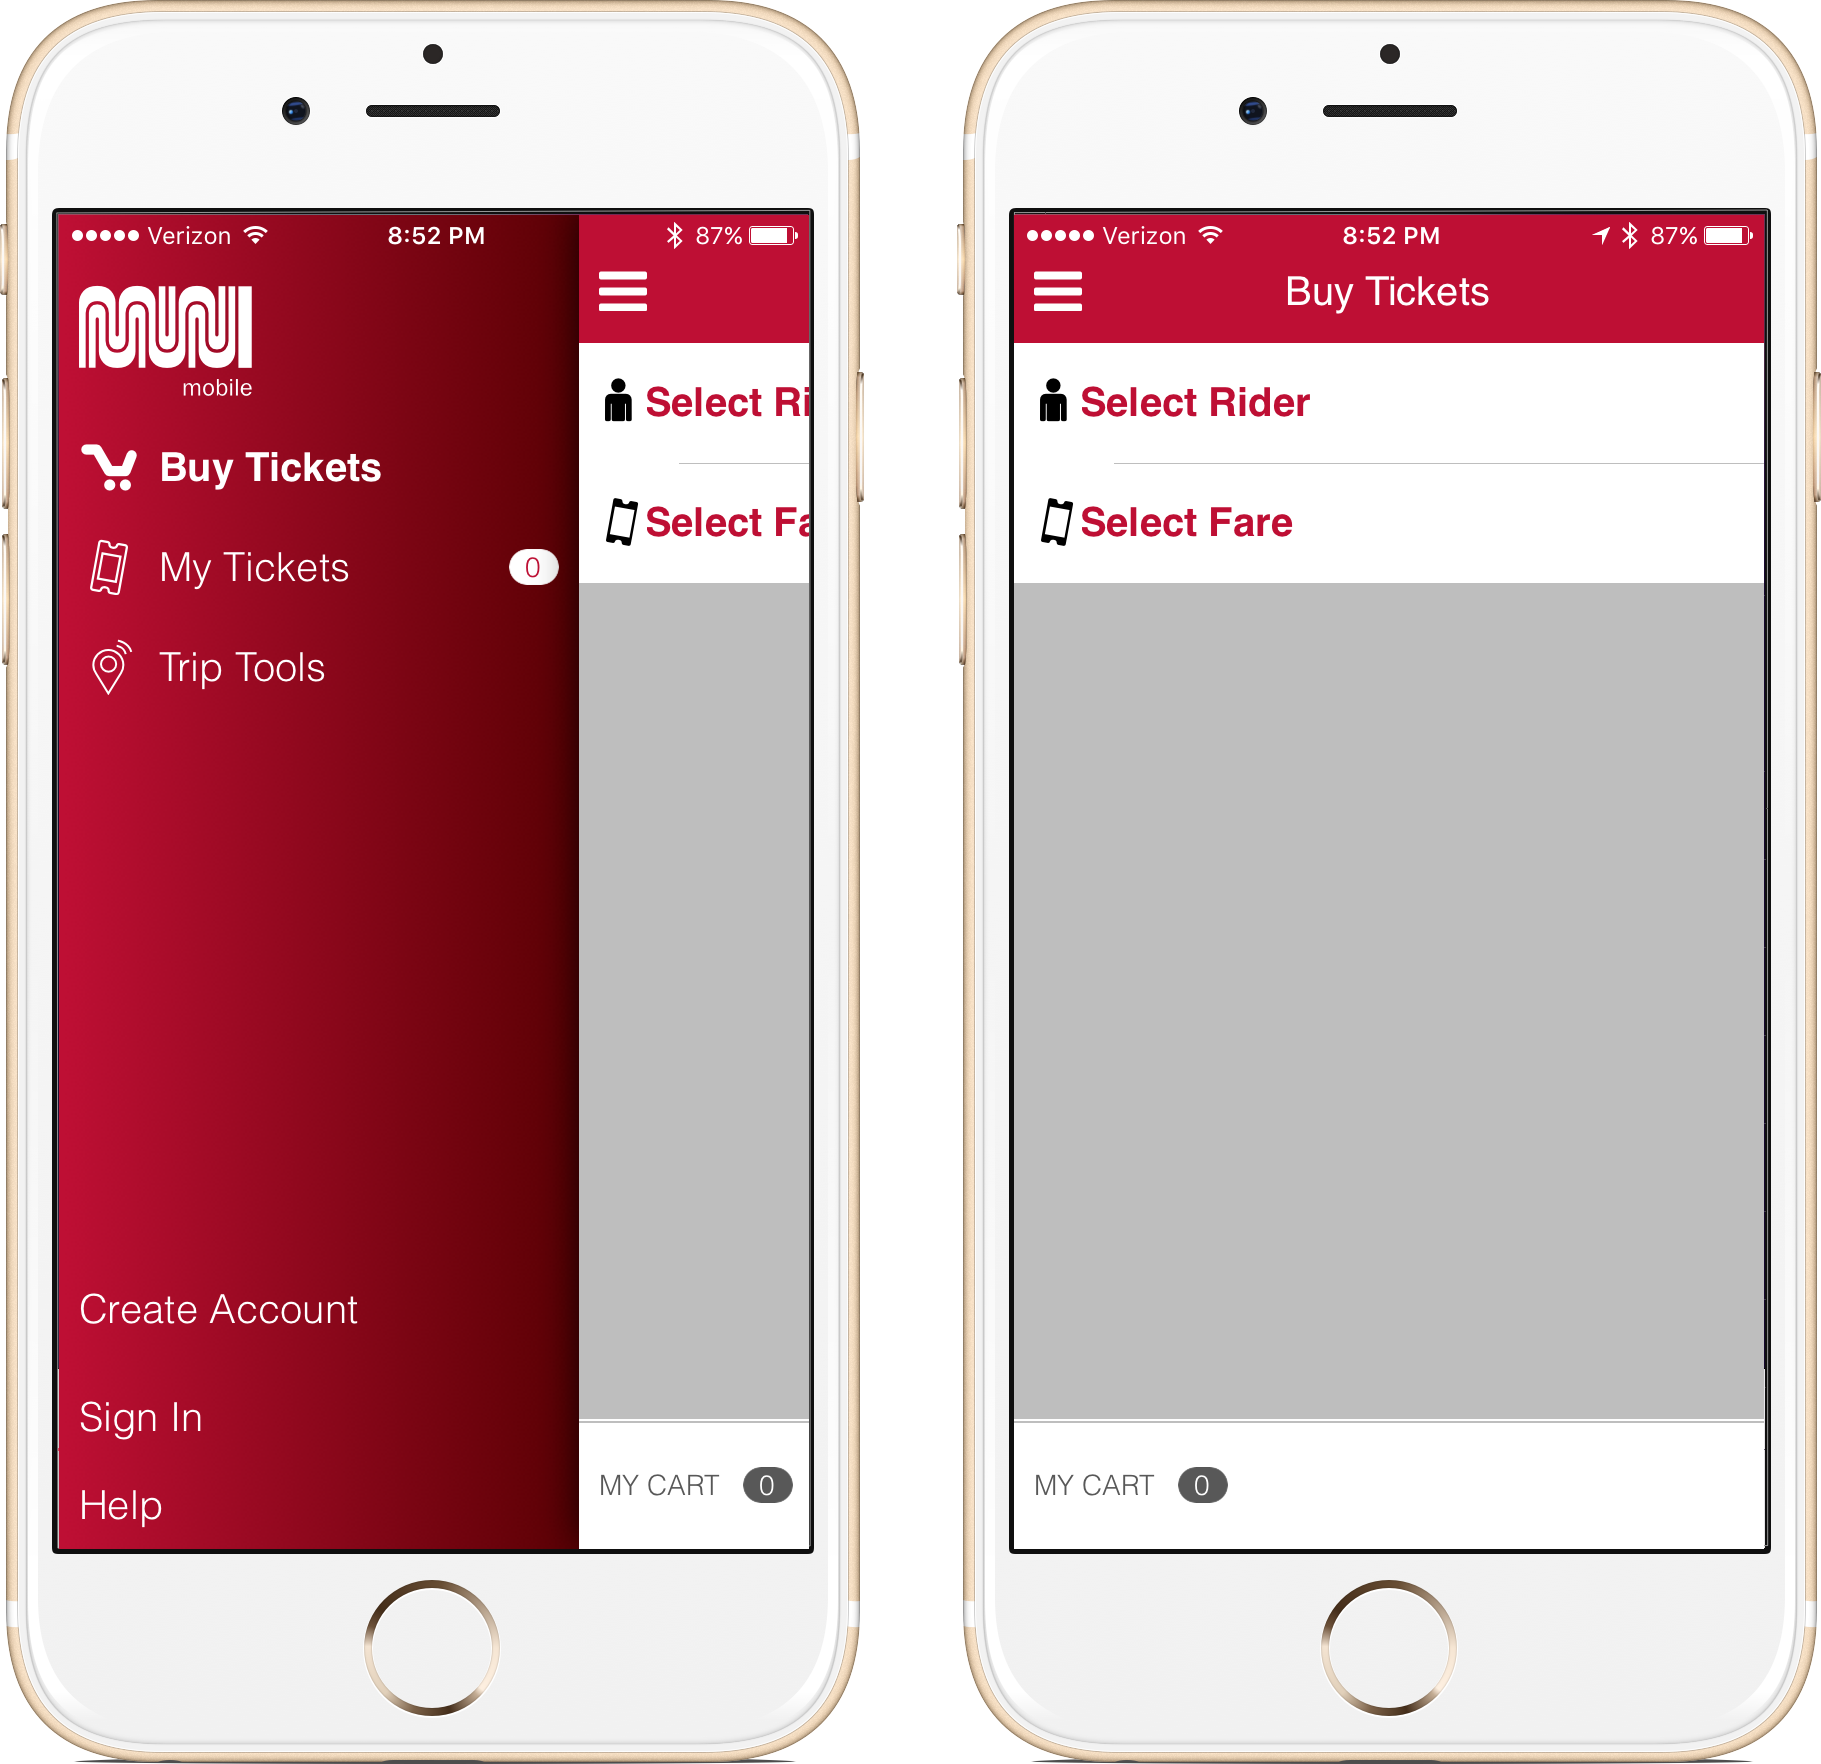 Verizon 8:52 PM 87%
MUNI
mobile
Buy Tickets
My Tickets 0
Trip Tools
Create Account
Sign In
Help
Select Ri
Select Fa
MY CART 0
Verizon 8:52 PM 87%
Buy Tickets
Select Rider
Select Fare
MY CART 0